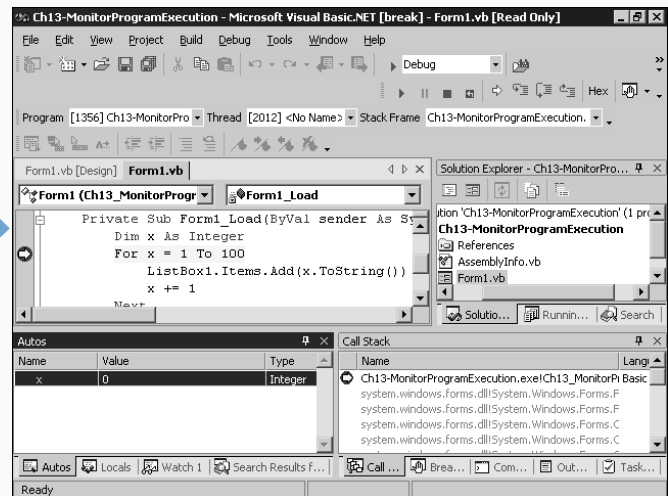 Ch13-MonitorProgramExecution - Microsoft Visual Basic.NET [break] - Form1.vb [Read Only]
File Edit View Project Build Debug Tools Window Help
Debug
Hex
Program [1356] Ch13-MonitorPro Thread [2012] <No Name> Stack Frame Ch13-MonitorProgramExecution.
Form1.vb [Design] Form1.vb
Form1 (Ch13_MonitorProgr Form1_Load
Private Sub Form1_Load(ByVal sender As Sy
Dim x As Integer
For x = 1 To 100
ListBox1.Items.Add(x.ToString())
x += 1
Next
Solution Explorer - Ch13-MonitorPro...
ution 'Ch13-MonitorProgramExecution' (1 pro
Ch13-MonitorProgramExecution
References
AssemblyInfo.vb
Form1.vb
Solutio... Runnin... Search
Autos
Name Value Type
x 0 Integer
Autos Locals Watch 1 Search Results f...
Call Stack
Name Langu
Ch13-MonitorProgramExecution.exe!Ch13_MonitorPr Basic
system.windows.forms.dll!System.Windows.Forms.F
system.windows.forms.dll!System.Windows.Forms.F
system.windows.forms.dll!System.Windows.Forms.C
system.windows.forms.dll!System.Windows.Forms.C
Call ... Brea... Com... Out... Task...
Ready